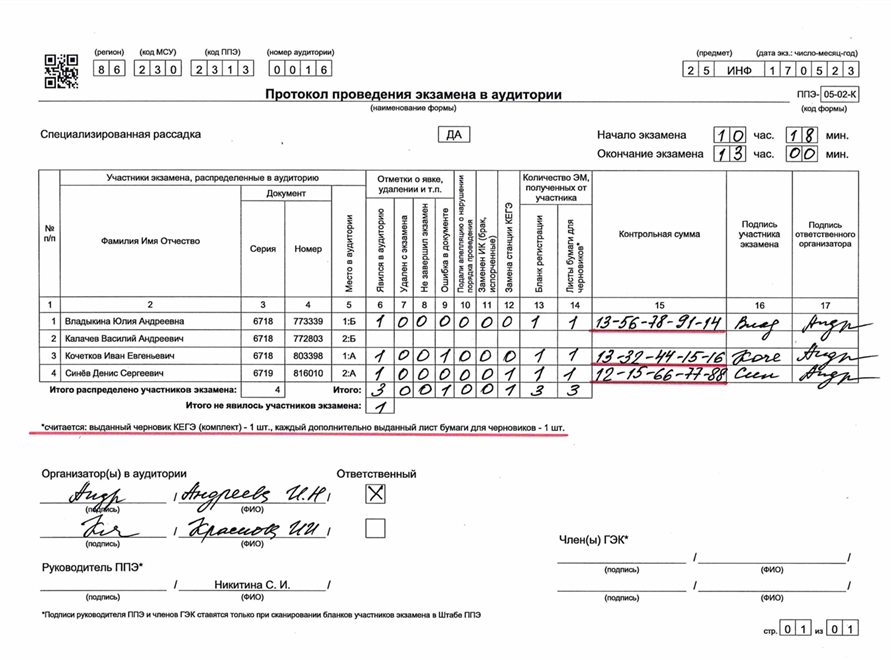 (регион) (код МСУ) (код ППЭ) (номер аудитории) (предмет) (дата экз.: число-месяц-год)
86 230 2313 0016 25 ИНФ 170523
Протокол проведения экзамена в аудитории ППЭ- 05-02-К
(наименование формы) (код формы)
Специализированная рассадка ДА Начало экзамена 10 час. 18 мин.
Окончание экзамена 13 час. 00 мин.
№ п/п
Участники экзамена, распределенные в аудиторию
Фамилия Имя Отчество
Документ
Серия
Номер
Место в аудитории
Отметки о явке, удалении и т.п.
Явился в аудиторию
Удален с экзамена
Не завершил экзамен
Ошибка в документе
Подали апелляцию о нарушении порядка проведения
Заменен ИК (брак, испорченные)
Замена станции КЕГЭ
Количество ЭМ, полученных от участника
Бланк регистрации
Листы бумаги для черновиков*
Контрольная сумма
Подпись участника экзамена
Подпись ответственного организатора
1 2 3 4 5 6 7 8 9 10 11 12 13 14 15 16 17
1 Владыкина Юлия Андреевна 6718 773339 1:Б 1 0 0 0 0 0 0 1 1 13-56-78-91-14 Влад Андр
2 Калачев Василий Андреевич 6718 772803 2:Б
3 Кочетков Иван Евгеньевич 6718 803398 1:А 1 0 0 1 0 0 0 1 1 13-32-44-15-16 Коче Андр
4 Синёв Денис Сергеевич 6719 816010 2:А 1 0 0 0 0 0 1 1 1 12-15-66-77-88 Син Андр
Итого распределено участников экзамена: 4 Итого: 3 0 0 1 0 0 1 3 3
Итого не явилось участников экзамена: 1
*считается: выданный черновик КЕГЭ (комплект) - 1 шт., каждый дополнительно выданный лист бумаги для черновиков - 1 шт.
Организатор(ы) в аудитории Ответственный
Андр / Андреева И.Н /
(подпись) (ФИО)
/ Краснова ИИ /
(подпись) (ФИО)
Член(ы) ГЭК*
/ /
(подпись) (ФИО)
Руководитель ППЭ*
/ Никитина С. И. /
(подпись) (ФИО)
/ /
(подпись) (ФИО)
*Подписи руководителя ППЭ и членов ГЭК ставятся только при сканировании бланков участников экзамена в Штабе ППЭ
стр. 01 из 01